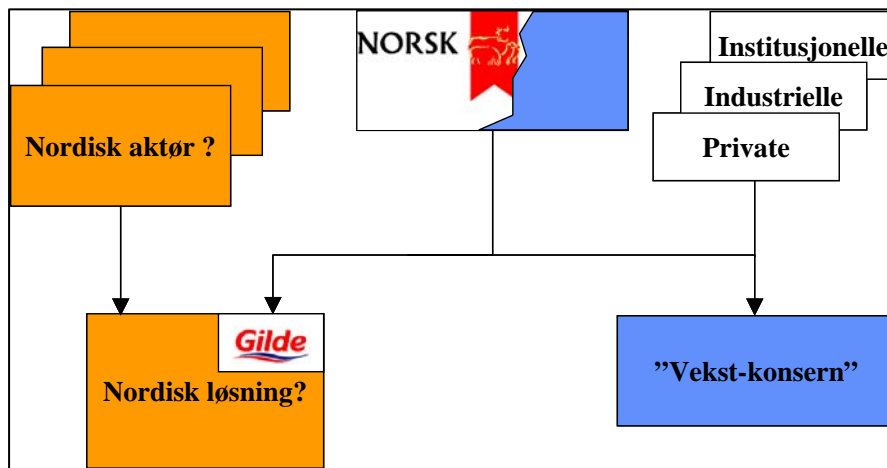 NORSK
Institusjonelle
Industrielle
Private
Nordisk aktør ?
Gilde
Nordisk løsning?
”Vekst-konsern”